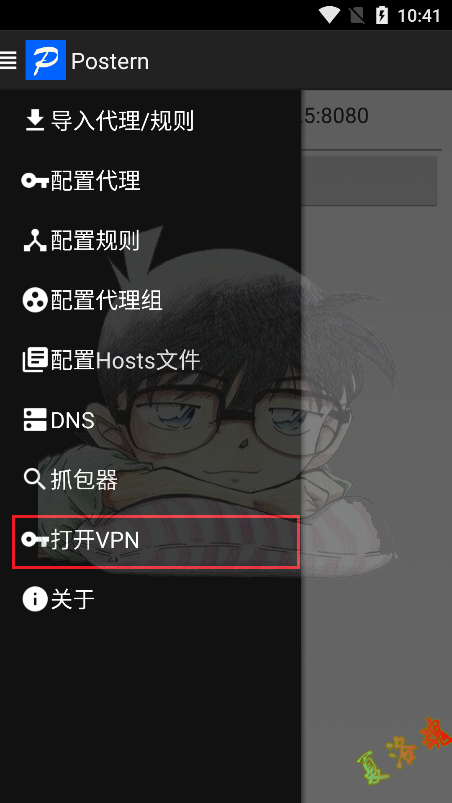 10:41
Postern
导入代理/规则
.5:8080
配置代理
配置规则
配置代理组
配置Hosts文件
DNS
抓包器
打开VPN
关于
夏洛魂